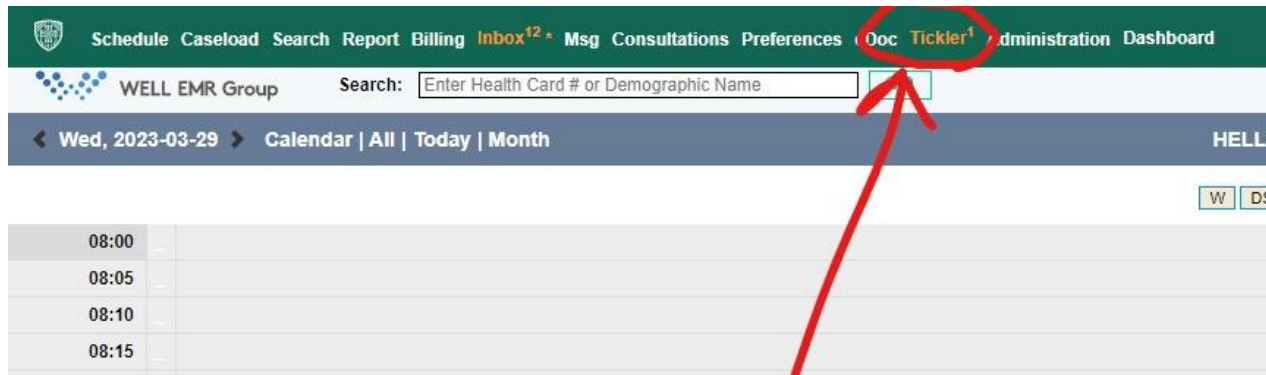 Schedule Caseload Search Report Billing Inbox12 * Msg Consultations Preferences Doc Tickler1 dministration Dashboard
WELL EMR Group Search: Enter Health Card # or Demographic Name
Wed, 2023-03-29 Calendar | All | Today | Month HELL
W DS
08:00
08:05
08:10
08:15